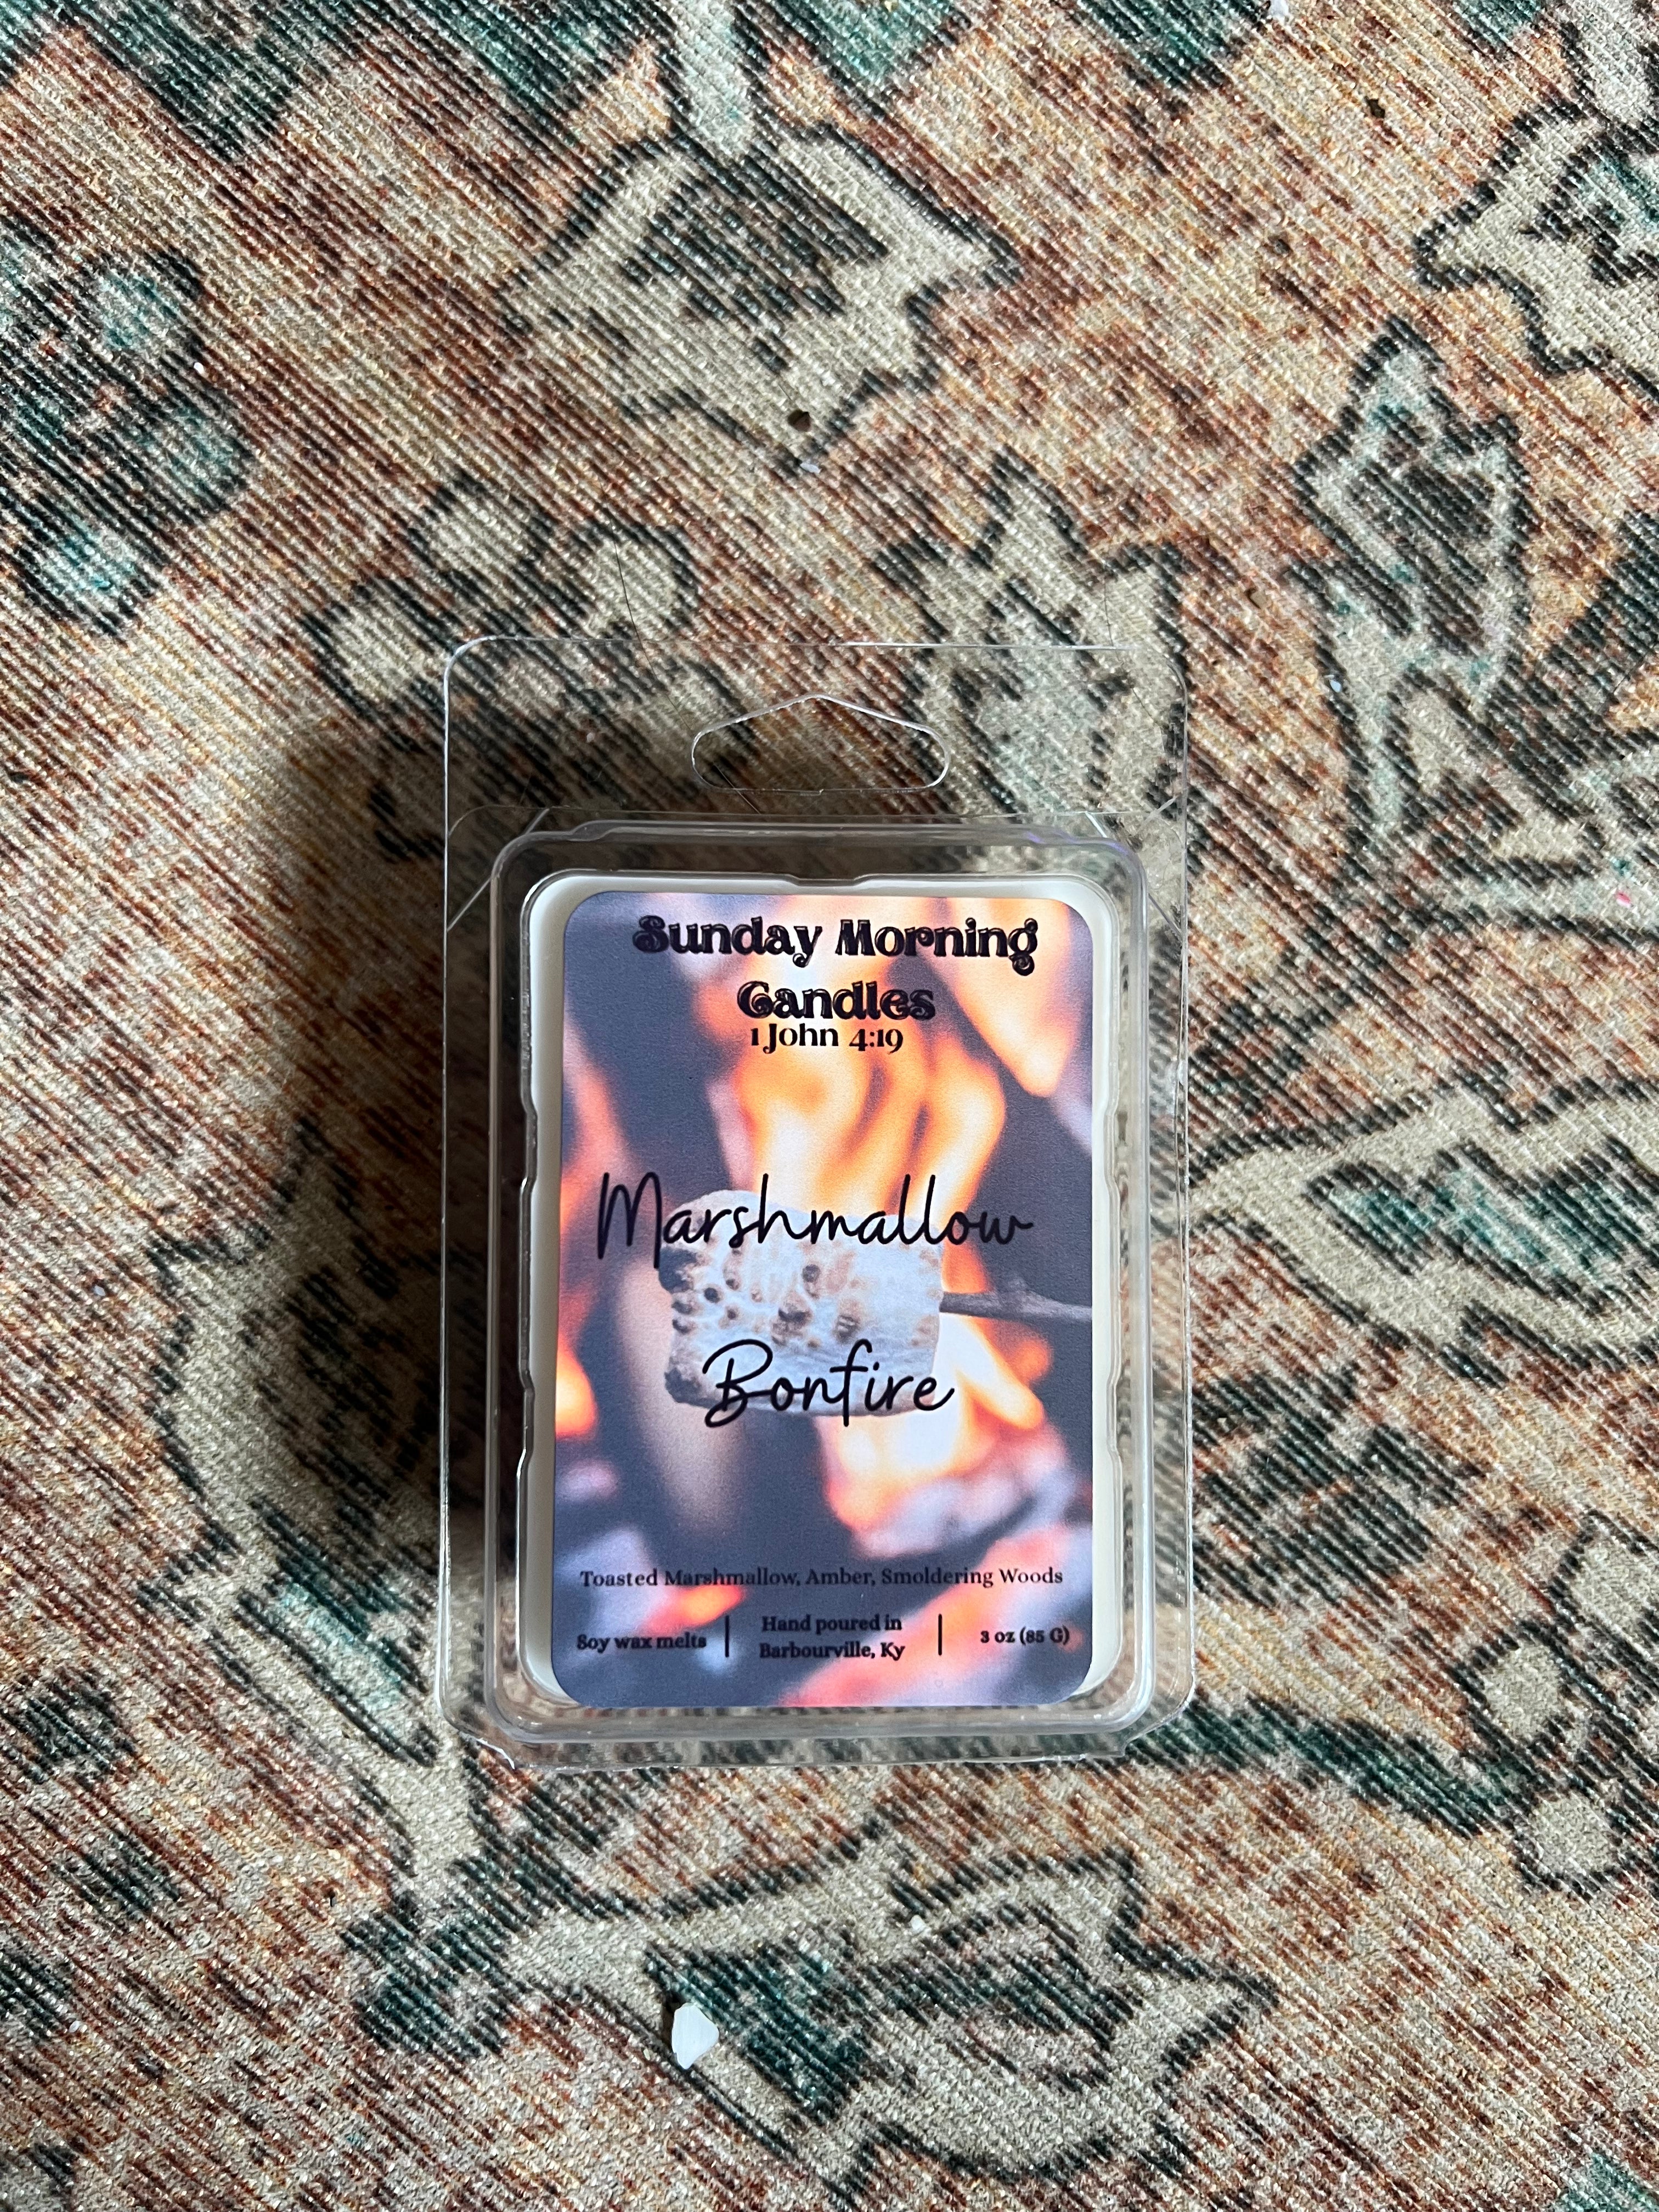 Sunday Morning
Candles
1 John 4:19
Marshmallow
Bonfire
Toasted Marshmallow, Amber, Smoldering Woods
Soy wax melts | Hand poured in
Barbourville, Ky | 3 oz (85 G)